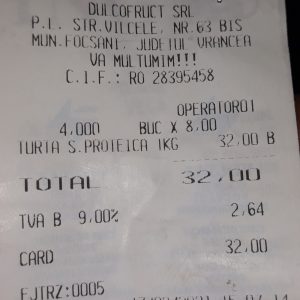 DULCOFRUCT SRL
P.L. STR.VILCELE, NR.63 BIS
MUN.FOCSANI, JUDETUL VRANCEA
VA MULTUMIM!!!
C.I.F.: RO 28395458
OPERATOR01
4,000 BUC X 8,00
TURTA S.PROTEICA 1KG 32,00 B
TOTAL 32,00
TVA B 9,00% 2,64
CARD 32,00
EJTRZ:0005